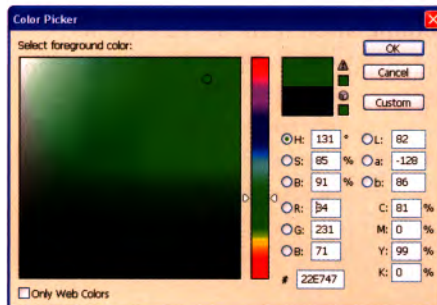 Color Picker
Select foreground color:
OK
Cancel
Custom
H: 131 °
S: 85 %
B: 91 %
R: 34
G: 231
B: 71
L: 82
a: -128
b: 86
C: 81 %
M: 0 %
Y: 99 %
K: 0 %
# 22E747
Only Web Colors